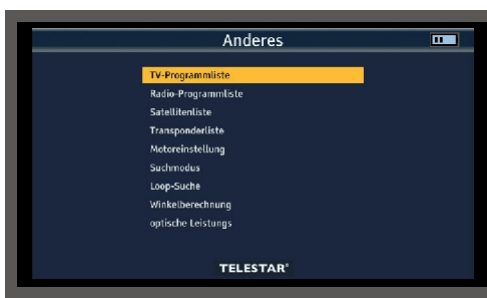 Anderes
TV-Programmliste
Radio-Programmliste
Satellitenliste
Transponderliste
Motoreinstellung
Suchmodus
Loop-Suche
Winkelberechnung
optische Leistungs
TELESTAR®